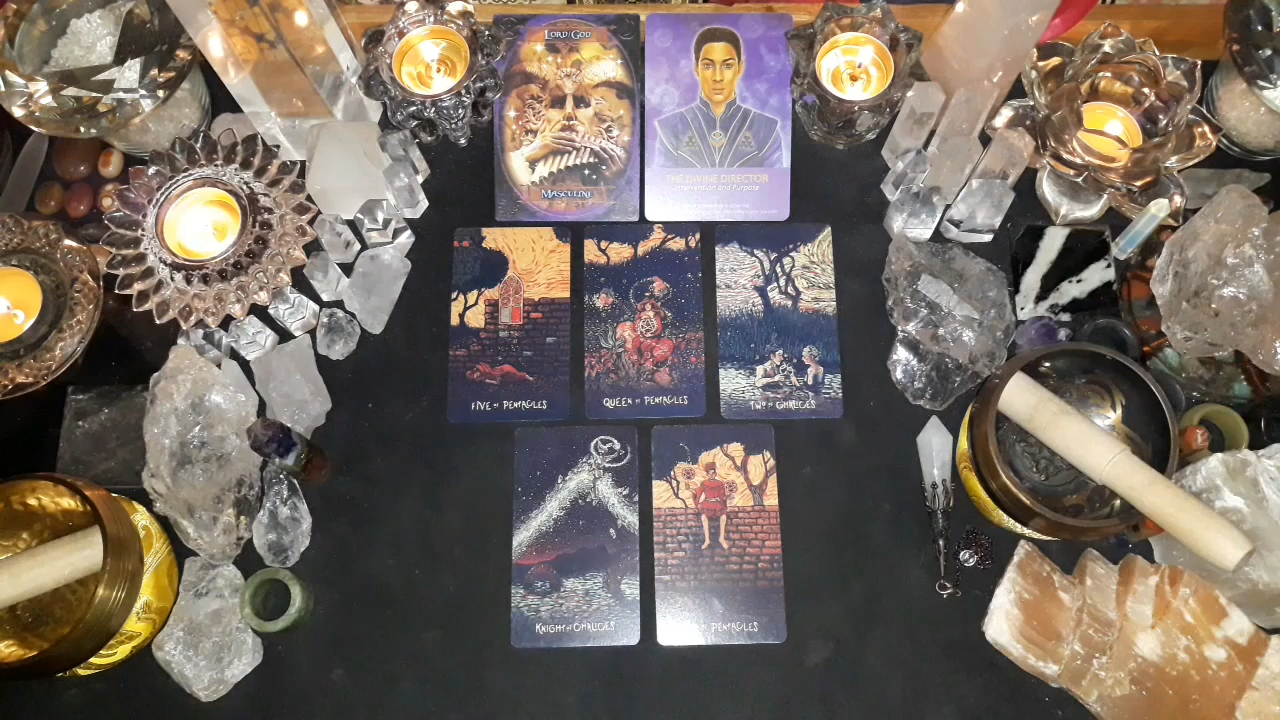 LORD/GOD
MASCULINE
THE DIVINE DIRECTOR
Intervention and Purpose
FIVE OF PENTACLES
QUEEN OF PENTACLES
TWO OF CHALICES
KNIGHT OF CHALICES
PENTACLES